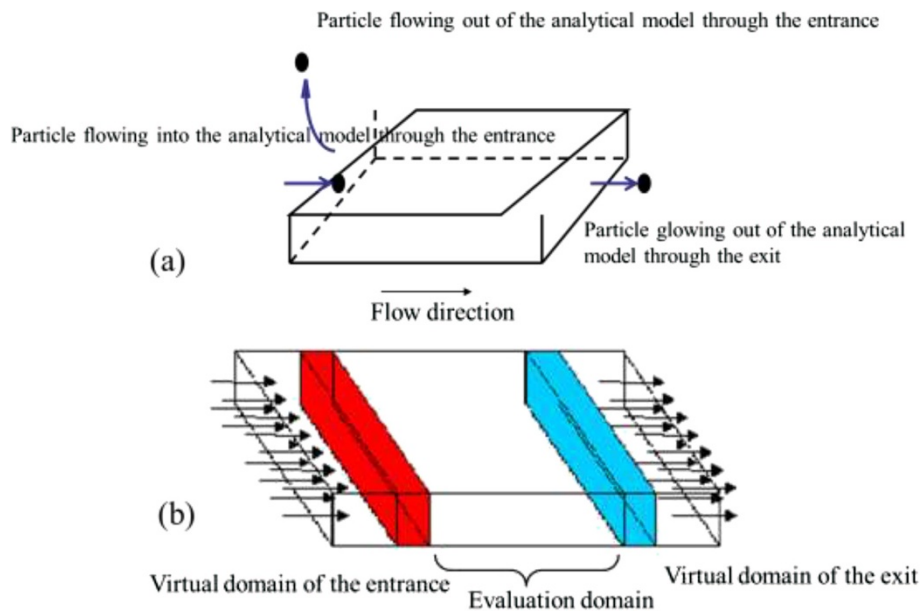 Particle flowing out of the analytical model through the entrance
Particle flowing into the analytical model through the entrance
Particle glowing out of the analytical
model through the exit
(a)
Flow direction
(b)
Virtual domain of the entrance
Evaluation domain
Virtual domain of the exit